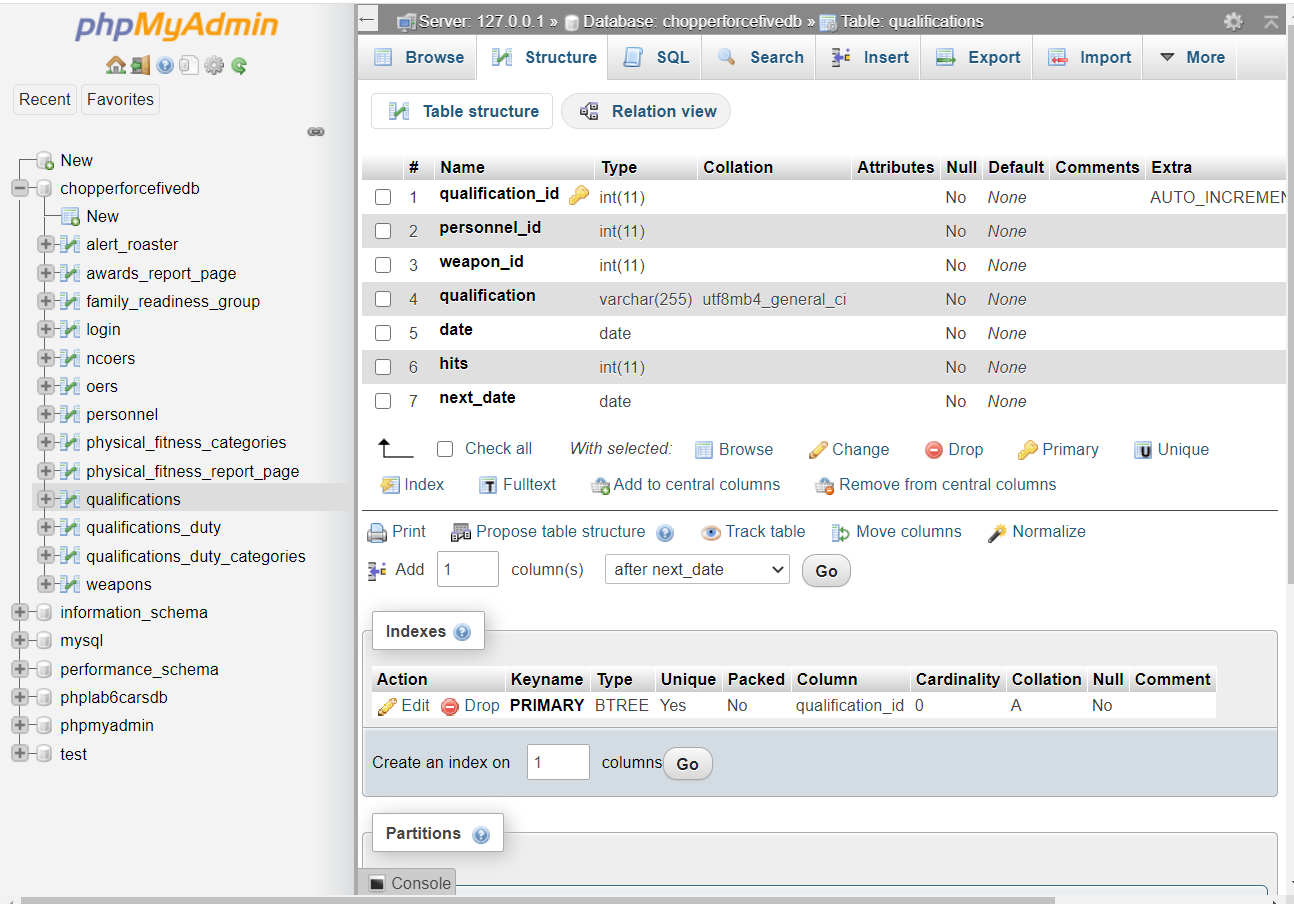 phpMyAdmin
Recent Favorites
New
chopperforcefivedb
New
alert_roaster
awards_report_page
family_readiness_group
login
ncoers
oers
personnel
physical_fitness_categories
physical_fitness_report_page
qualifications
qualifications_duty
qualifications_duty_categories
weapons
information_schema
mysql
performance_schema
phplab6carsdb
phpmyadmin
test
Server: 127.0.0.1 » Database: chopperforcefivedb » Table: qualifications
Browse Structure SQL Search Insert Export Import More
Table structure Relation view
# Name Type Collation Attributes Null Default Comments Extra
1 qualification_id int(11) No None AUTO_INCREMEN
2 personnel_id int(11) No None
3 weapon_id int(11) No None
4 qualification varchar(255) utf8mb4_general_ci No None
5 date date No None
6 hits int(11) No None
7 next_date date No None
Check all With selected: Browse Change Drop Primary Unique
Index Fulltext Add to central columns Remove from central columns
Print Propose table structure Track table Move columns Normalize
Add 1 column(s) after next_date Go
Indexes
Action Keyname Type Unique Packed Column Cardinality Collation Null Comment
Edit Drop PRIMARY BTREE Yes No qualification_id 0 A No
Create an index on 1 columns Go
Partitions
Console